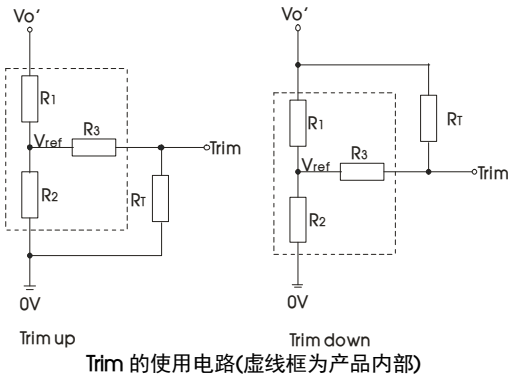 Vo' Vo'
R1
R3
Vref
Trim
R2
RT
0V
Trim up
RT
R1
R3
Vref
Trim
R2
0V
Trim down
Trim 的使用电路(虚线框为产品内部)